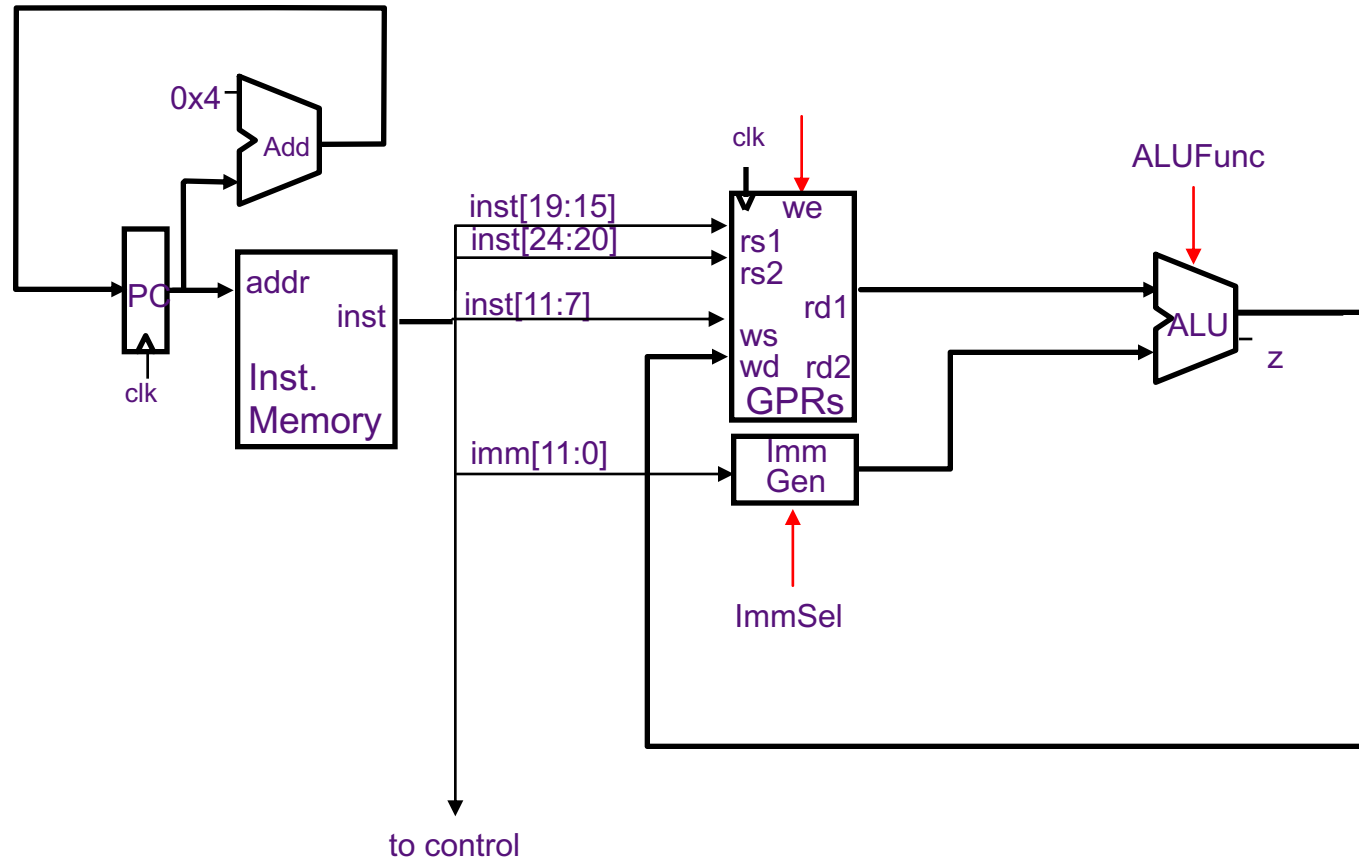 0x4
Add
PC
clk
addr
inst
Inst.
Memory
inst[19:15]
inst[24:20]
inst[11:7]
imm[11:0]
to control
clk
we
rs1
rs2
rd1
ws
wd
rd2
GPRs
Imm
Gen
ImmSel
ALUFunc
ALU
z